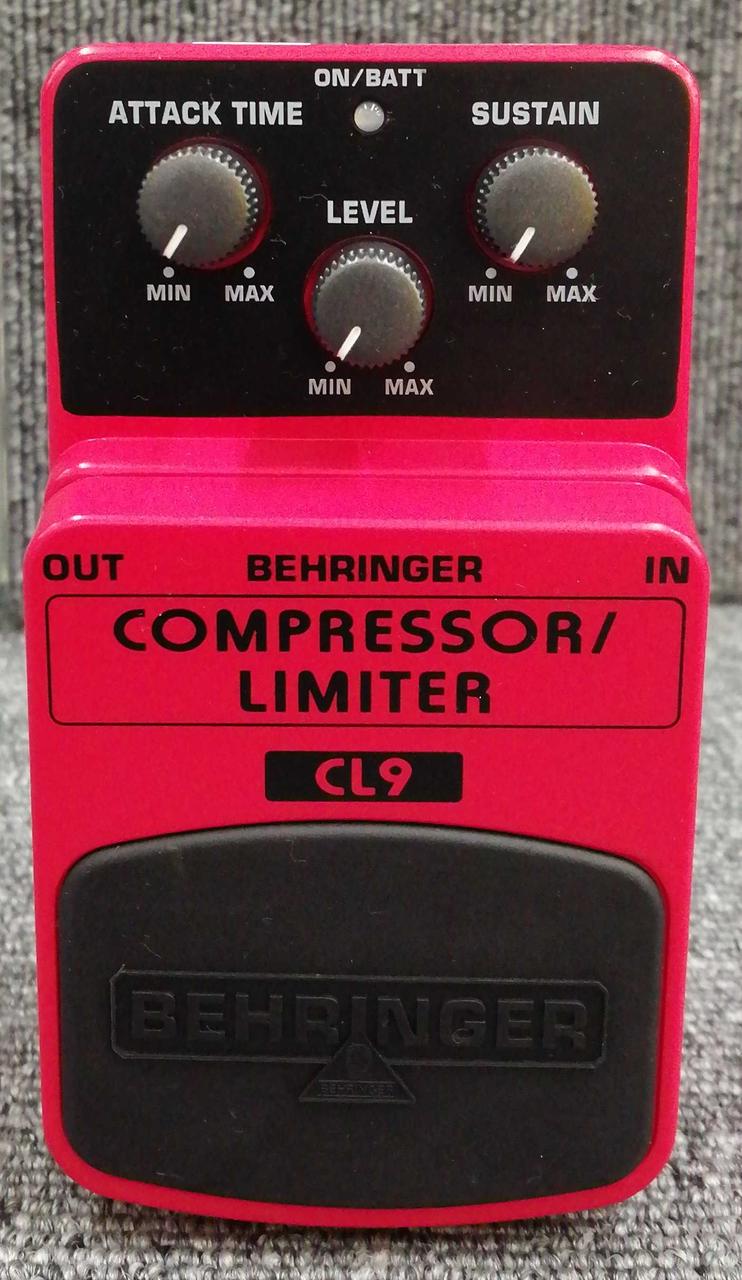 ON/BATT
ATTACK TIME
SUSTAIN
LEVEL
MIN MAX
MIN MAX
MIN MAX
OUT BEHRINGER IN
COMPRESSOR/
LIMITER
CL9
BEHRINGER
BEHRINGER